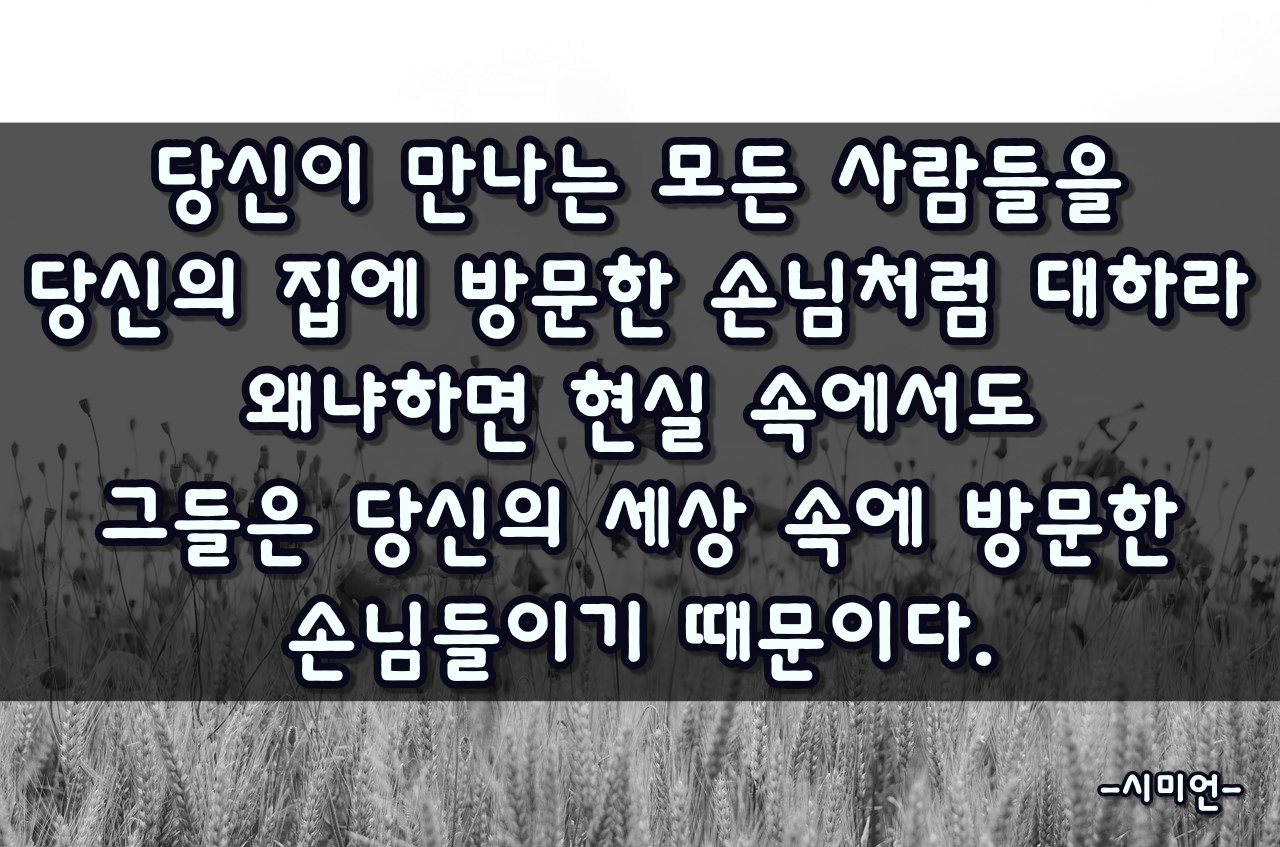 당신이 만나는 모든 사람들을
당신의 집에 방문한 손님처럼 대하라
왜냐하면 현실 속에서도
그들은 당신의 세상 속에 방문한
손님들이기 때문이다.
-시미언-